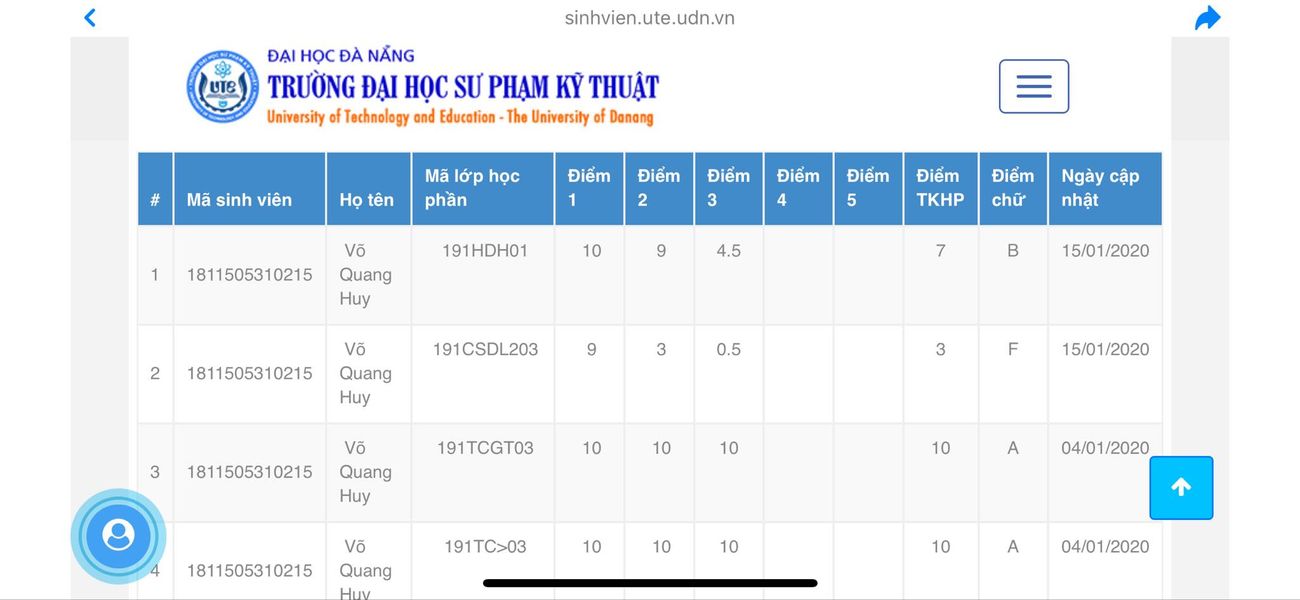 sinhvien.ute.udn.vn
UTE
ĐẠI HỌC ĐÀ NẴNG
TRƯỜNG ĐẠI HỌC SƯ PHẠM KỸ THUẬT
University of Technology and Education - The University of Danang
# Mã sinh viên Họ tên Mã lớp học phần Điểm 1 Điểm 2 Điểm 3 Điểm 4 Điểm 5 Điểm TKHP Điểm chữ Ngày cập nhật
1 1811505310215 Võ Quang Huy 191HDH01 10 9 4.5 7 B 15/01/2020
2 1811505310215 Võ Quang Huy 191CSDL203 9 3 0.5 3 F 15/01/2020
3 1811505310215 Võ Quang Huy 191TCGT03 10 10 10 10 A 04/01/2020
4 1811505310215 Võ Quang Huy 191TC>03 10 10 10 10 A 04/01/2020